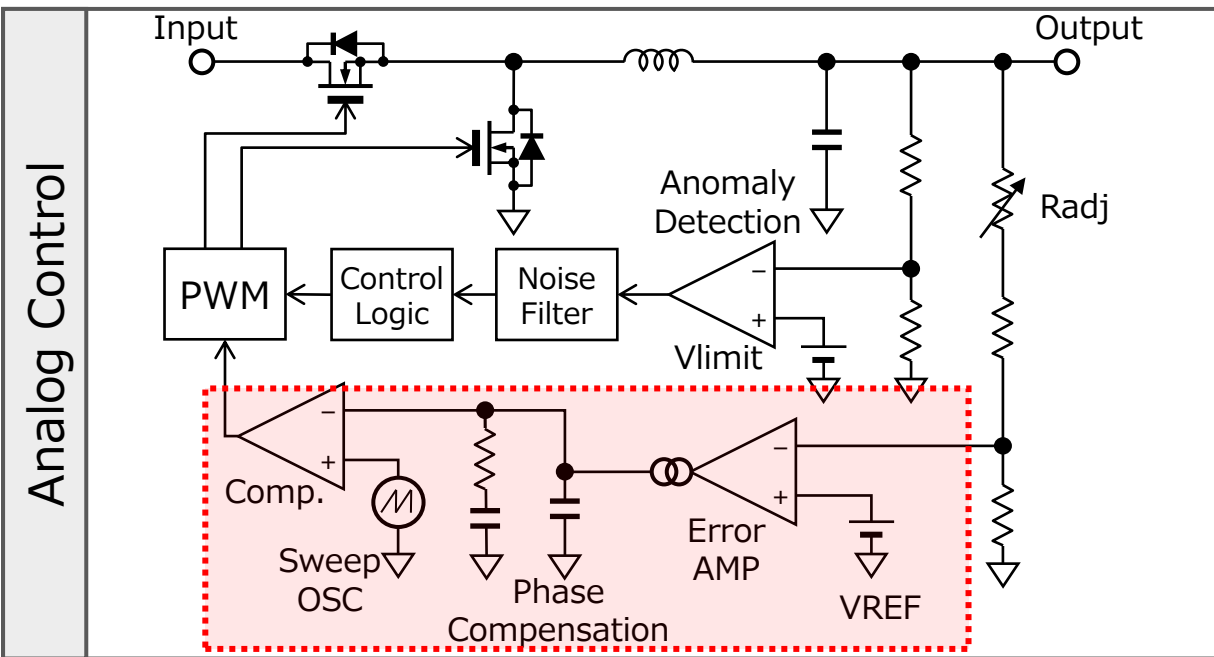 Analog Control
Input
Output
Anomaly
Detection
Radj
PWM
Control
Logic
Noise
Filter
−
+
Vlimit
−
+
Comp.
Sweep
OSC
Phase
Compensation
−
+
Error
AMP
VREF